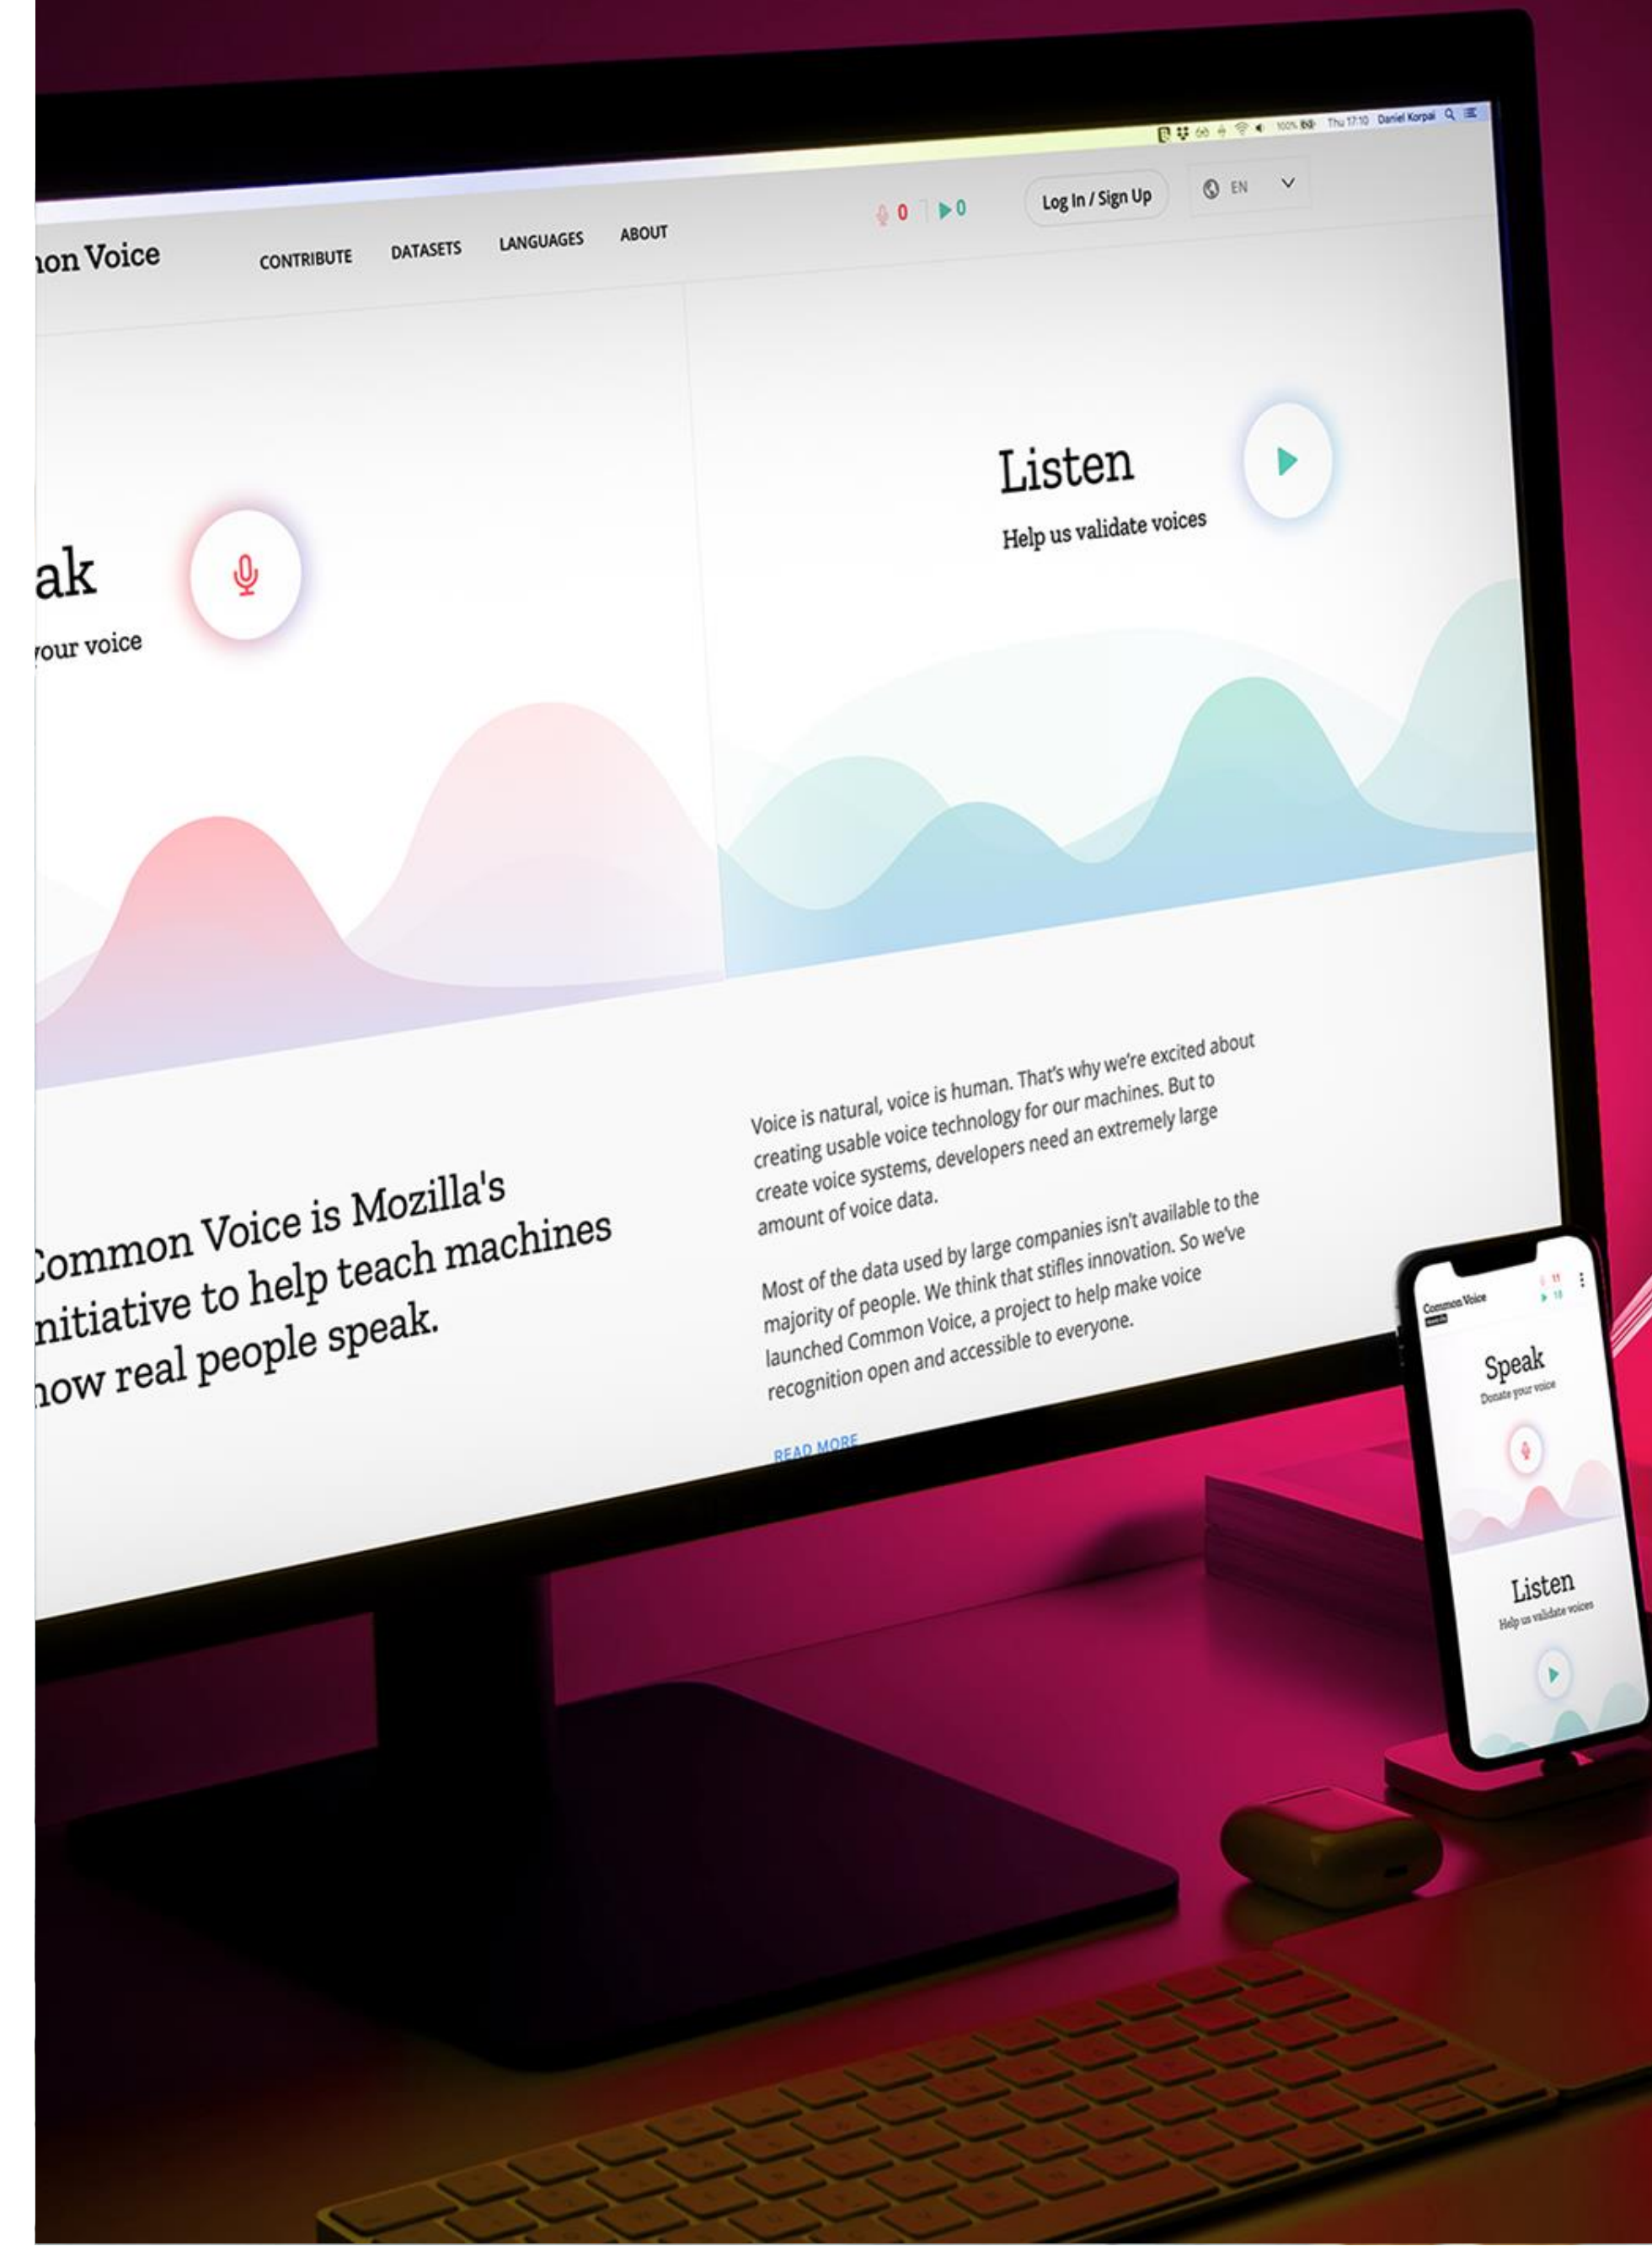 100% Thu 17:10 Daniel Korpai
on Voice
CONTRIBUTE DATASETS LANGUAGES ABOUT
0 0
Log In / Sign Up
EN
ak
your voice
Listen
Help us validate voices
Common Voice is Mozilla's
initiative to help teach machines
how real people speak.
Voice is natural, voice is human. That's why we're excited about
creating usable voice technology for our machines. But to
create voice systems, developers need an extremely large
amount of voice data.
Most of the data used by large companies isn't available to the
majority of people. We think that stifles innovation. So we've
launched Common Voice, a project to help make voice
recognition open and accessible to everyone.
READ MORE
Common Voice
11
10
Speak
Donate your voice
Listen
Help us validate voices